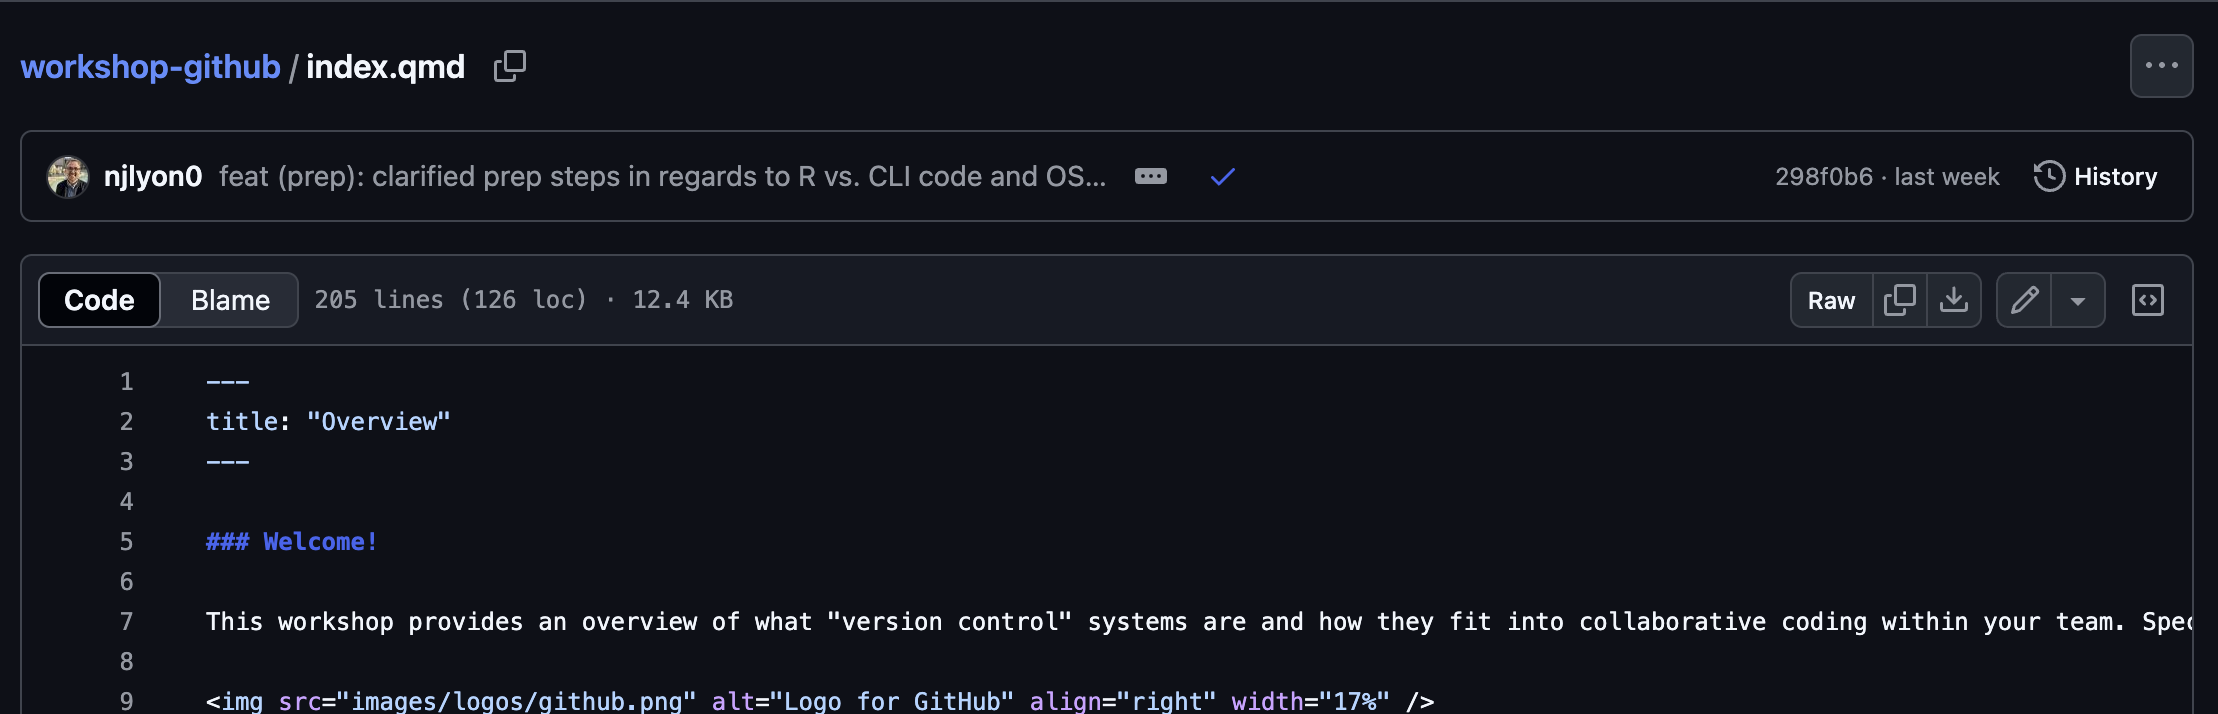 workshop-github / index.qmd
njlyon0 feat (prep): clarified prep steps in regards to R vs. CLI code and OS... 298f0b6 · last week History
Code Blame 205 lines (126 loc) · 12.4 KB Raw
1 ---
2 title: "Overview"
3 ---
4
5 ### Welcome!
6
7 This workshop provides an overview of what "version control" systems are and how they fit into collaborative coding within your team. Spec
8
9 <img src="images/logos/github.png" alt="Logo for GitHub" align="right" width="17%" />